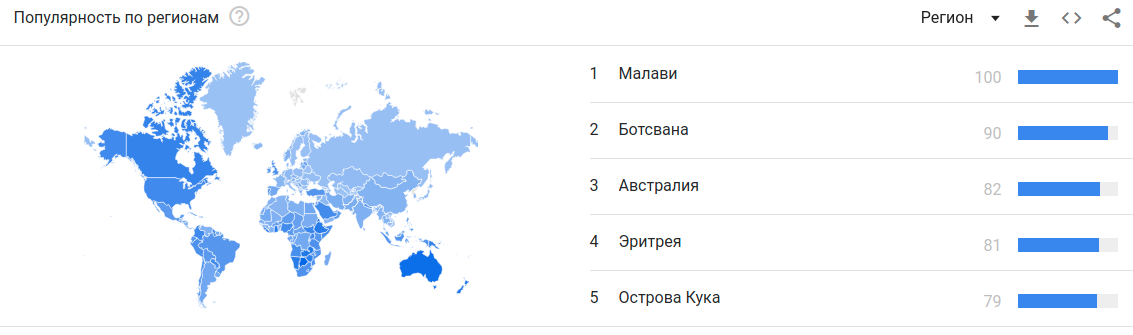 Популярность по регионам ?
Регион
1 Малави 100
2 Ботсвана 90
3 Австралия 82
4 Эритрея 81
5 Острова Кука 79